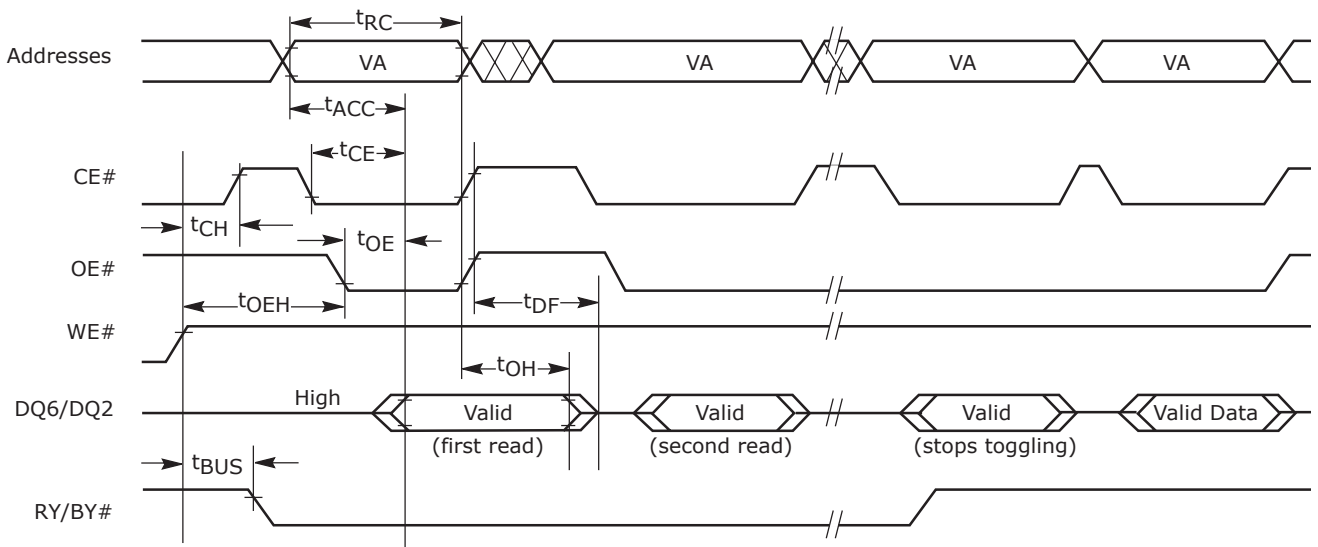 tRC
Addresses
VA
VA
VA
VA
tACC
tCE
CE#
tCH
tOE
OE#
tOEH
tDF
WE#
tOH
DQ6/DQ2
High
Valid
Valid
Valid
Valid Data
(first read)
(second read)
(stops toggling)
tBUS
RY/BY#